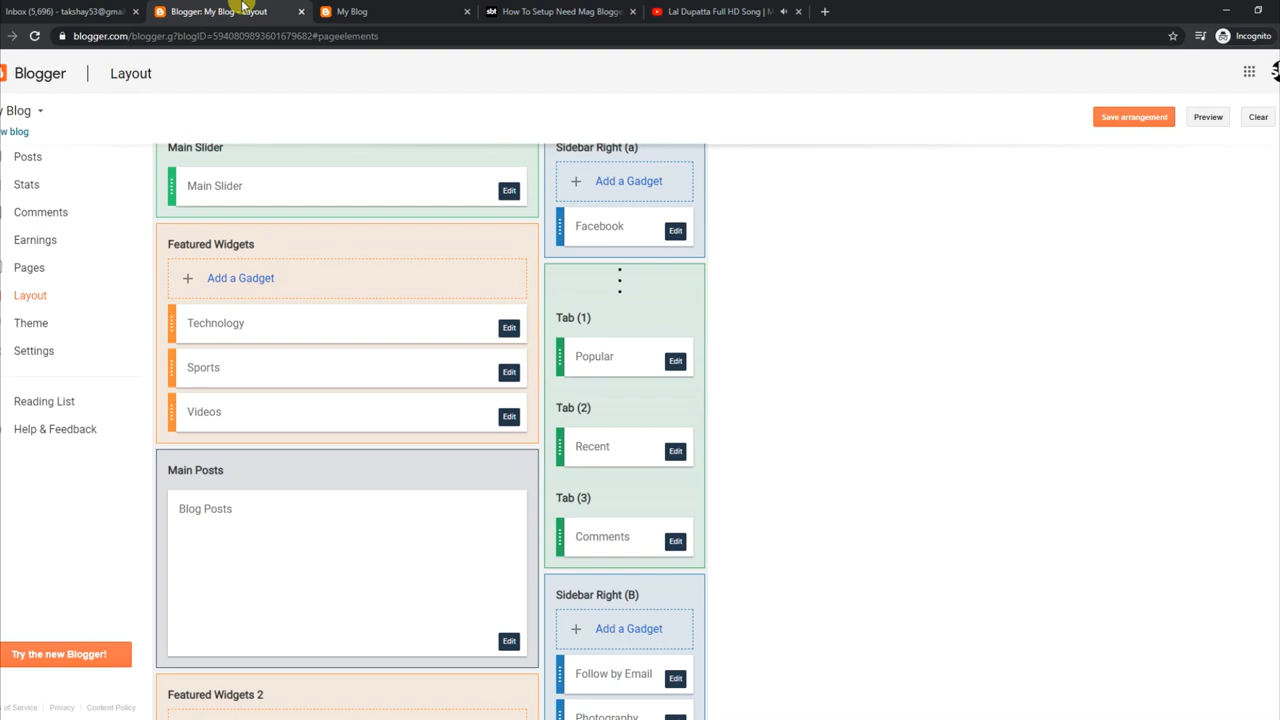 Inbox (5,696) - takshay53@gmai
Blogger: My Blog - Layout
My Blog
How To Setup Need Mag Blogge
Lal Dupatta Full HD Song | M
blogger.com/blogger.g?blogID=5940809893601679682#pageelements
Incognito
Blogger
Layout
y Blog
w blog
Save arrangement
Preview
Clear
Posts
Stats
Comments
Earnings
Pages
Layout
Theme
Settings
Reading List
Help & Feedback
Try the new Blogger!
s of Service
Privacy
Content Policy
Main Slider
Main Slider
Edit
Featured Widgets
Add a Gadget
Technology
Edit
Sports
Edit
Videos
Edit
Main Posts
Blog Posts
Edit
Featured Widgets 2
Sidebar Right (a)
Add a Gadget
Facebook
Edit
Tab (1)
Popular
Edit
Tab (2)
Recent
Edit
Tab (3)
Comments
Edit
Sidebar Right (B)
Add a Gadget
Follow by Email
Edit
Photography